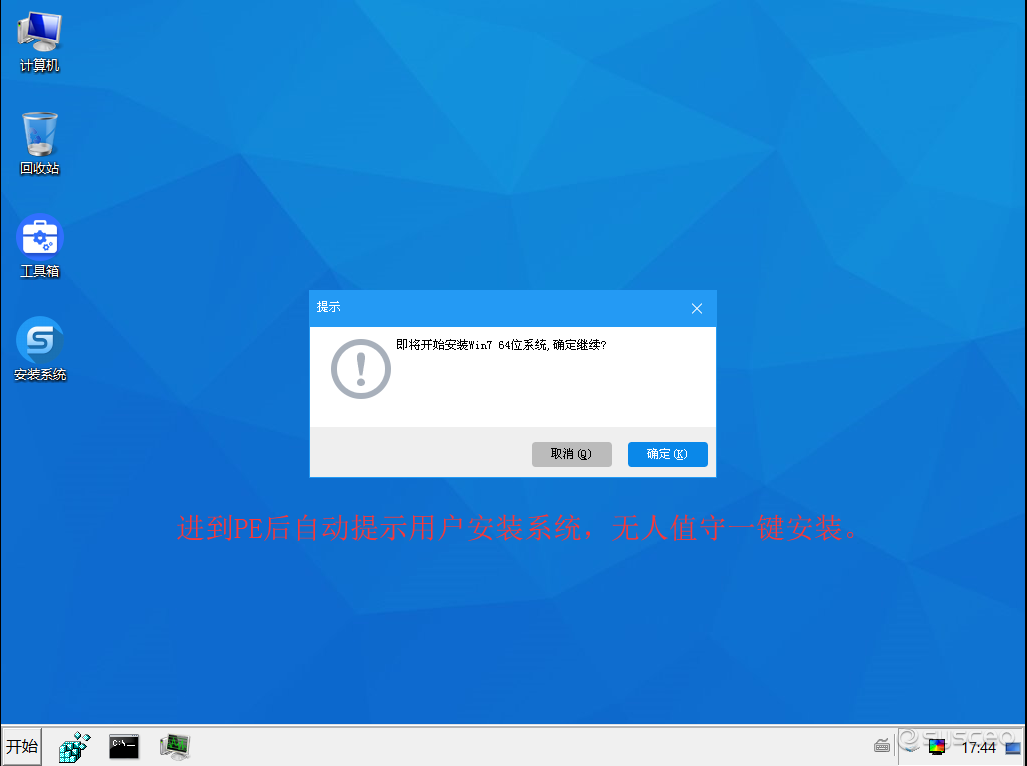 计算机
回收站
工具箱
安装系统
提示
即将开始安装Win7 64位系统,确定继续?
取消(Q)
确定(K)
进到PE后自动提示用户安装系统，无人值守一键安装。
开始
C:\_
sysceo
17:44